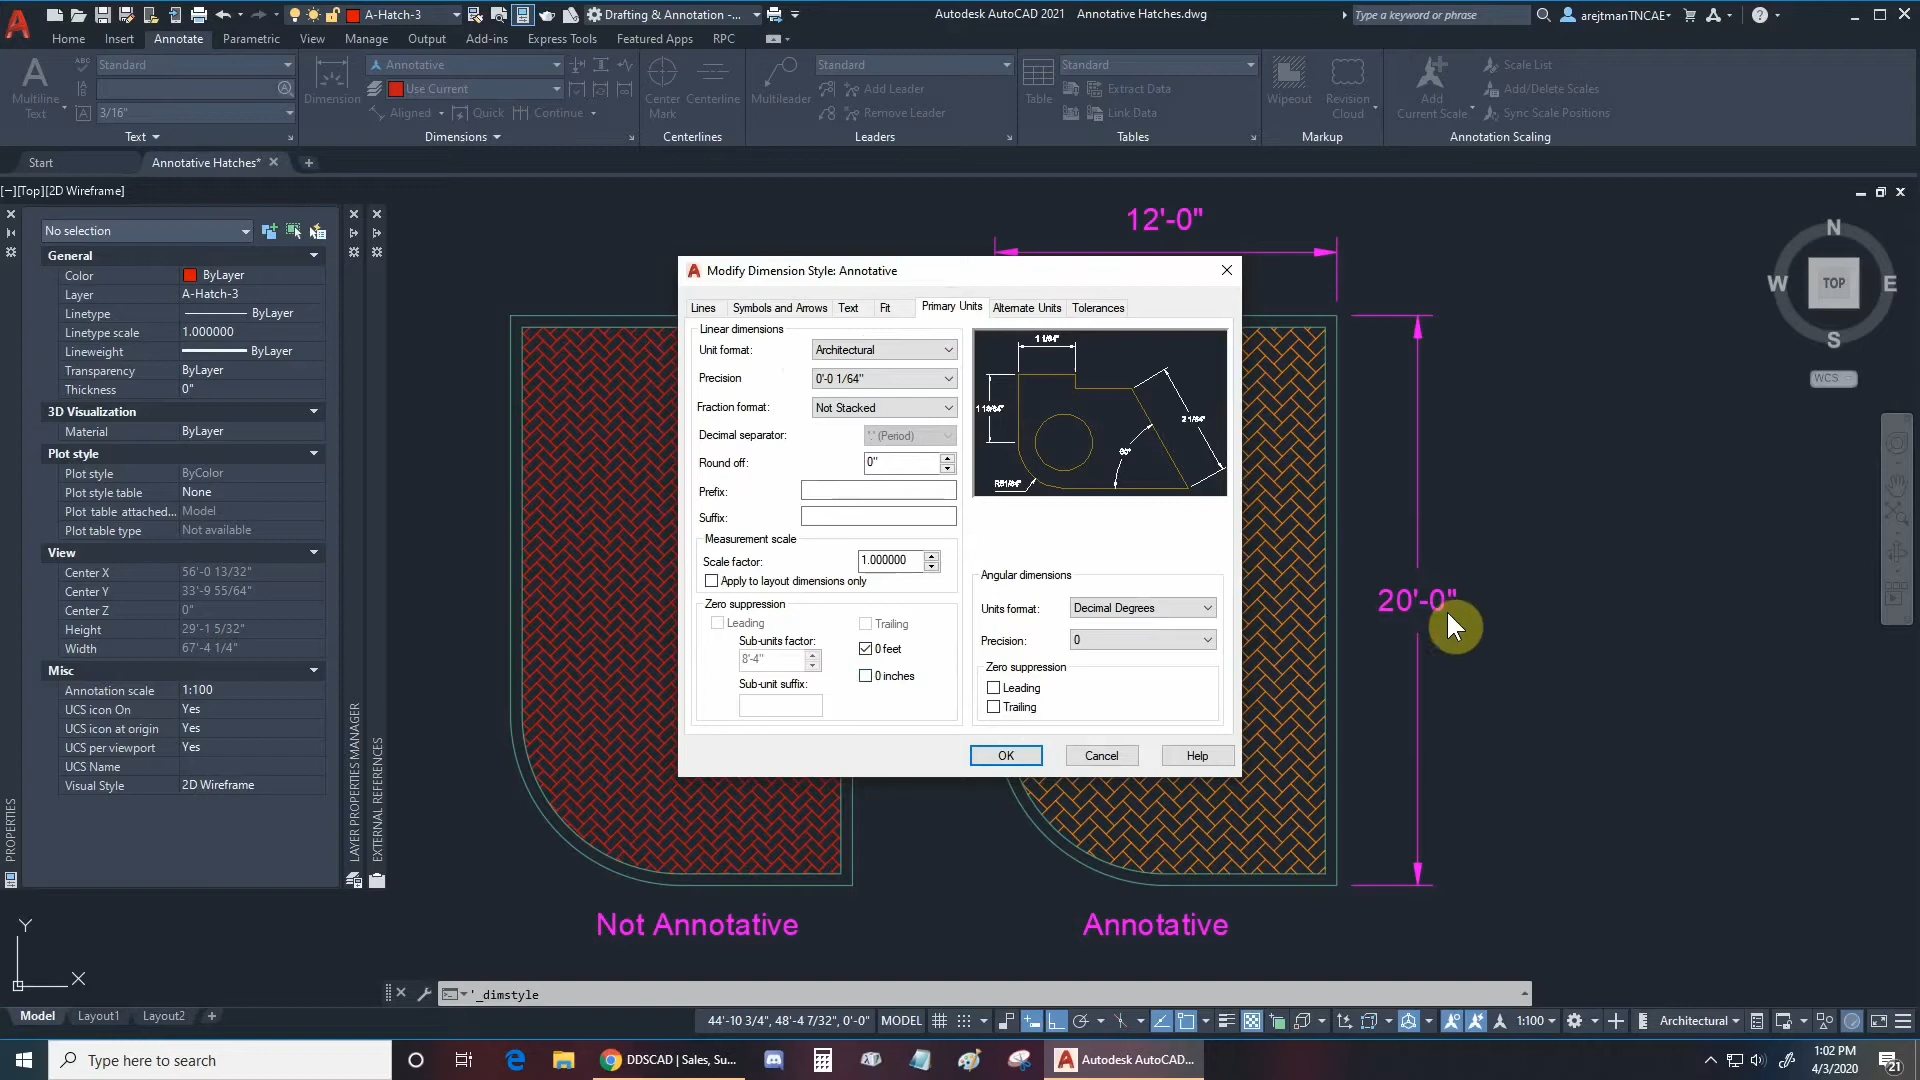 A-Hatch-3 Drafting & Annotation -... Autodesk AutoCAD 2021 Annotative Hatches.dwg Type a keyword or phrase arejtmanTNCAE
Home Insert Annotate Parametric View Manage Output Add-ins Express Tools Featured Apps RPC
Standard Annotative Standard Standard Scale List
Use Current Add Leader Extract Data Add/Delete Scales
Multiline Text Dimension Center Mark Centerline Multileader Table Wipeout Revision Cloud Add Current Scale
3/16" Aligned Quick Continue Remove Leader Link Data Sync Scale Positions
Text Dimensions Centerlines Leaders Tables Markup Annotation Scaling
Start Annotative Hatches*
[−][Top][2D Wireframe]
No selection
General
Color ByLayer
Layer A-Hatch-3
Linetype ByLayer
Linetype scale 1.000000
Lineweight ByLayer
Transparency ByLayer
Thickness 0"
3D Visualization
Material ByLayer
Plot style
Plot style ByColor
Plot style table None
Plot table attached... Model
Plot table type Not available
View
Center X 56'-0 13/32"
Center Y 33'-9 55/64"
Center Z 0"
Height 29'-1 5/32"
Width 67'-4 1/4"
Misc
Annotation scale 1:100
UCS icon On Yes
UCS icon at origin Yes
UCS per viewport Yes
UCS Name
Visual Style 2D Wireframe
PROPERTIES
LAYER PROPERTIES MANAGER
EXTERNAL REFERENCES
12'-0"
N
W TOP E
S
WCS
Modify Dimension Style: Annotative
Lines Symbols and Arrows Text Fit Primary Units Alternate Units Tolerances
Linear dimensions
Unit format: Architectural
Precision 0'-0 1/64"
Fraction format: Not Stacked
Decimal separator: '.' (Period)
Round off: 0"
Prefix:
Suffix:
Measurement scale
Scale factor: 1.000000
Apply to layout dimensions only
Zero suppression
Leading Trailing
Sub-units factor: 0 feet
8'-4"
Sub-unit suffix: 0 inches
1 1/64"
2 1/64"
Angular dimensions
Units format: Decimal Degrees
Precision: 0
Zero suppression
Leading
Trailing
OK Cancel Help
20'-0"
Not Annotative Annotative
Y
X
'_dimstyle
Model Layout1 Layout2 + 44'-10 3/4", 48'-4 7/32", 0'-0" MODEL 1:100 Architectural
Type here to search DDSCAD | Sales, Su... Autodesk AutoCAD... 1:02 PM
4/3/2020 21